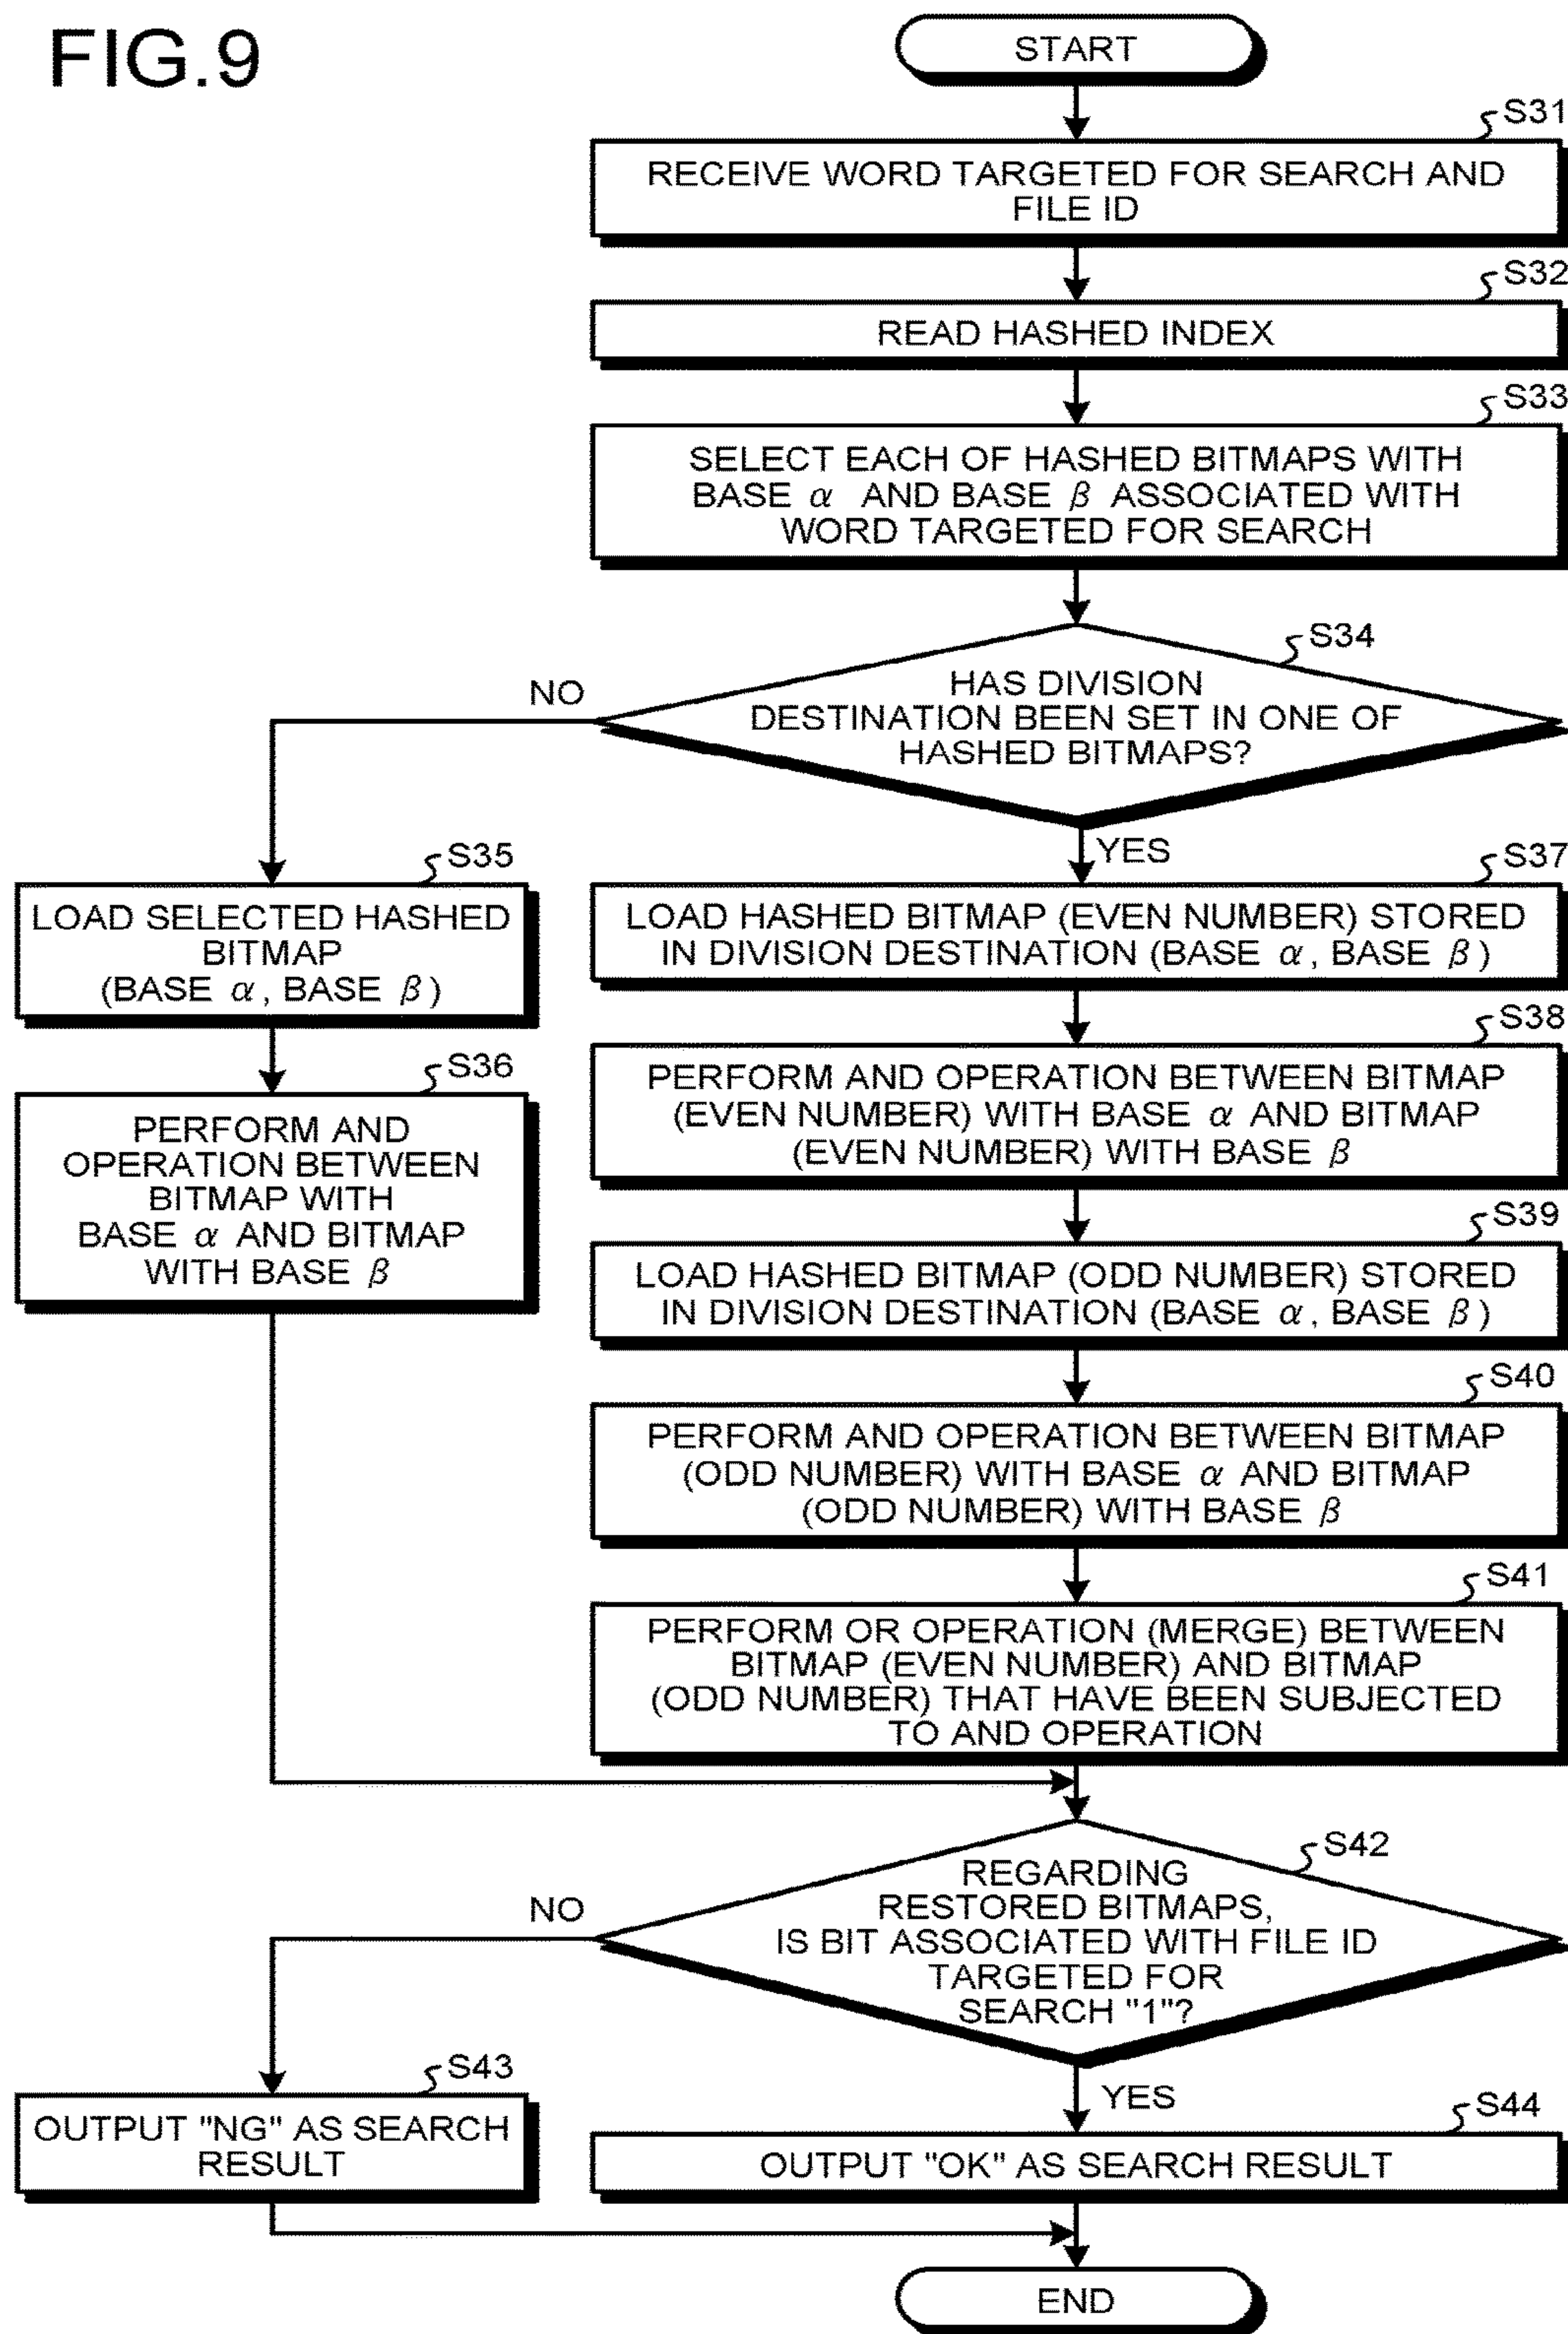 FIG.9
START
S31
RECEIVE WORD TARGETED FOR SEARCH AND
FILE ID
S32
READ HASHED INDEX
S33
SELECT EACH OF HASHED BITMAPS WITH
BASE α AND BASE β ASSOCIATED WITH
WORD TARGETED FOR SEARCH
S34
HAS DIVISION
DESTINATION BEEN SET IN ONE OF
HASHED BITMAPS?
NO
YES
S35
LOAD SELECTED HASHED
BITMAP
(BASE α, BASE β)
S36
PERFORM AND
OPERATION BETWEEN
BITMAP WITH
BASE α AND BITMAP
WITH BASE β
S37
LOAD HASHED BITMAP (EVEN NUMBER) STORED
IN DIVISION DESTINATION (BASE α, BASE β)
S38
PERFORM AND OPERATION BETWEEN BITMAP
(EVEN NUMBER) WITH BASE α AND BITMAP
(EVEN NUMBER) WITH BASE β
S39
LOAD HASHED BITMAP (ODD NUMBER) STORED
IN DIVISION DESTINATION (BASE α, BASE β)
S40
PERFORM AND OPERATION BETWEEN BITMAP
(ODD NUMBER) WITH BASE α AND BITMAP
(ODD NUMBER) WITH BASE β
S41
PERFORM OR OPERATION (MERGE) BETWEEN
BITMAP (EVEN NUMBER) AND BITMAP
(ODD NUMBER) THAT HAVE BEEN SUBJECTED
TO AND OPERATION
S42
REGARDING
RESTORED BITMAPS,
IS BIT ASSOCIATED WITH FILE ID
TARGETED FOR
SEARCH "1"?
NO
YES
S43
OUTPUT "NG" AS SEARCH
RESULT
S44
OUTPUT "OK" AS SEARCH RESULT
END